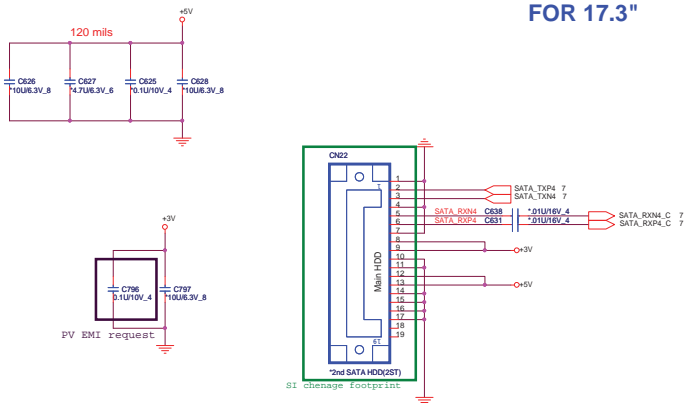 FOR 17.3"
+5V
120 mils
C626
*10U/6.3V_8
C627
*4.7U/6.3V_6
C625
*0.1U/10V_4
C628
*10U/6.3V_8
+3V
C796
0.1U/10V_4
C797
*10U/6.3V_8
PV EMI request
CN22
1
19
Main HDD
1
2
3
4
5
6
7
8
9
10
11
12
13
14
15
16
17
18
19
SATA_TXP4 7
SATA_TXN4 7
SATA_RXN4 C638 *.01U/16V_4 SATA_RXN4_C 7
SATA_RXP4 C631 *.01U/16V_4 SATA_RXP4_C 7
+3V
+5V
*2nd SATA HDD(2ST)
SI chenage footprint